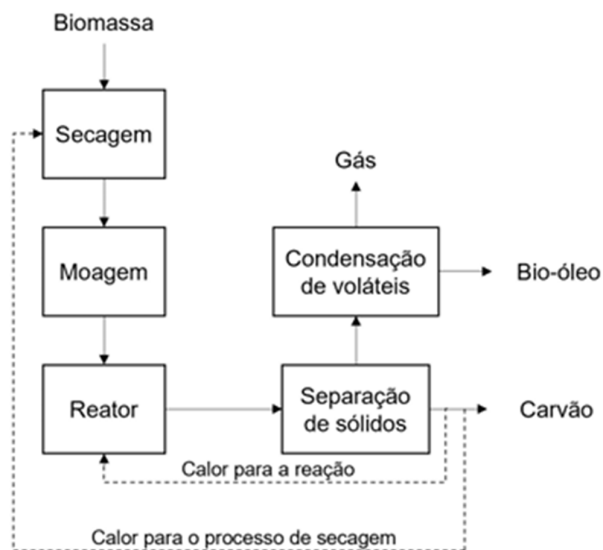 Biomassa
Secagem
Gás
Moagem
Condensação
de voláteis
Bio-óleo
Reator
Separação
de sólidos
Carvão
Calor para a reação
Calor para o processo de secagem